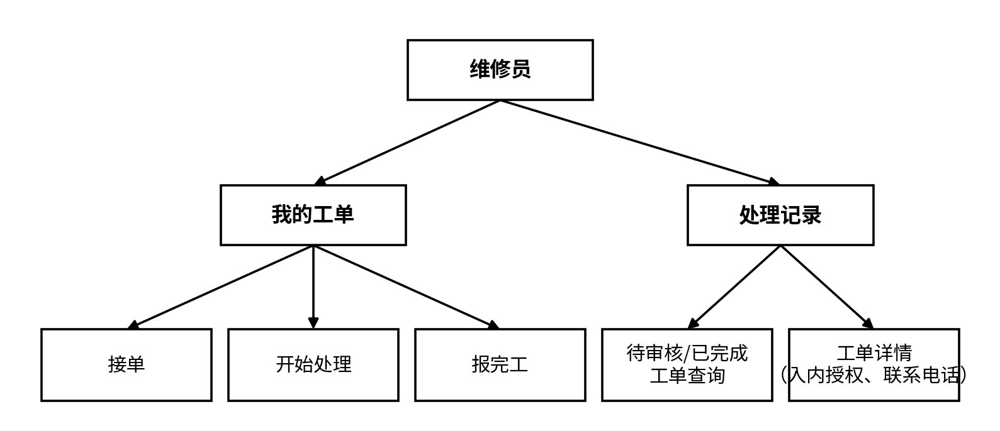 维修员
我的工单
处理记录
接单
开始处理
报完工
待审核/已完成
工单查询
工单详情
（入内授权、联系电话）